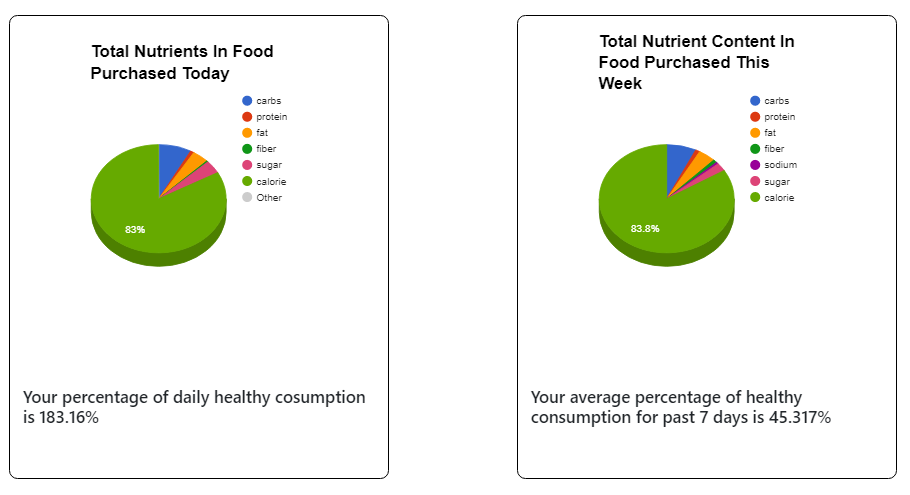 Total Nutrients In Food
Purchased Today
carbs
protein
fat
fiber
sugar
calorie
Other
83%
Your percentage of daily healthy cosumption
is 183.16%
Total Nutrient Content In
Food Purchased This
Week
carbs
protein
fat
fiber
sodium
sugar
calorie
83.8%
Your average percentage of healthy
consumption for past 7 days is 45.317%